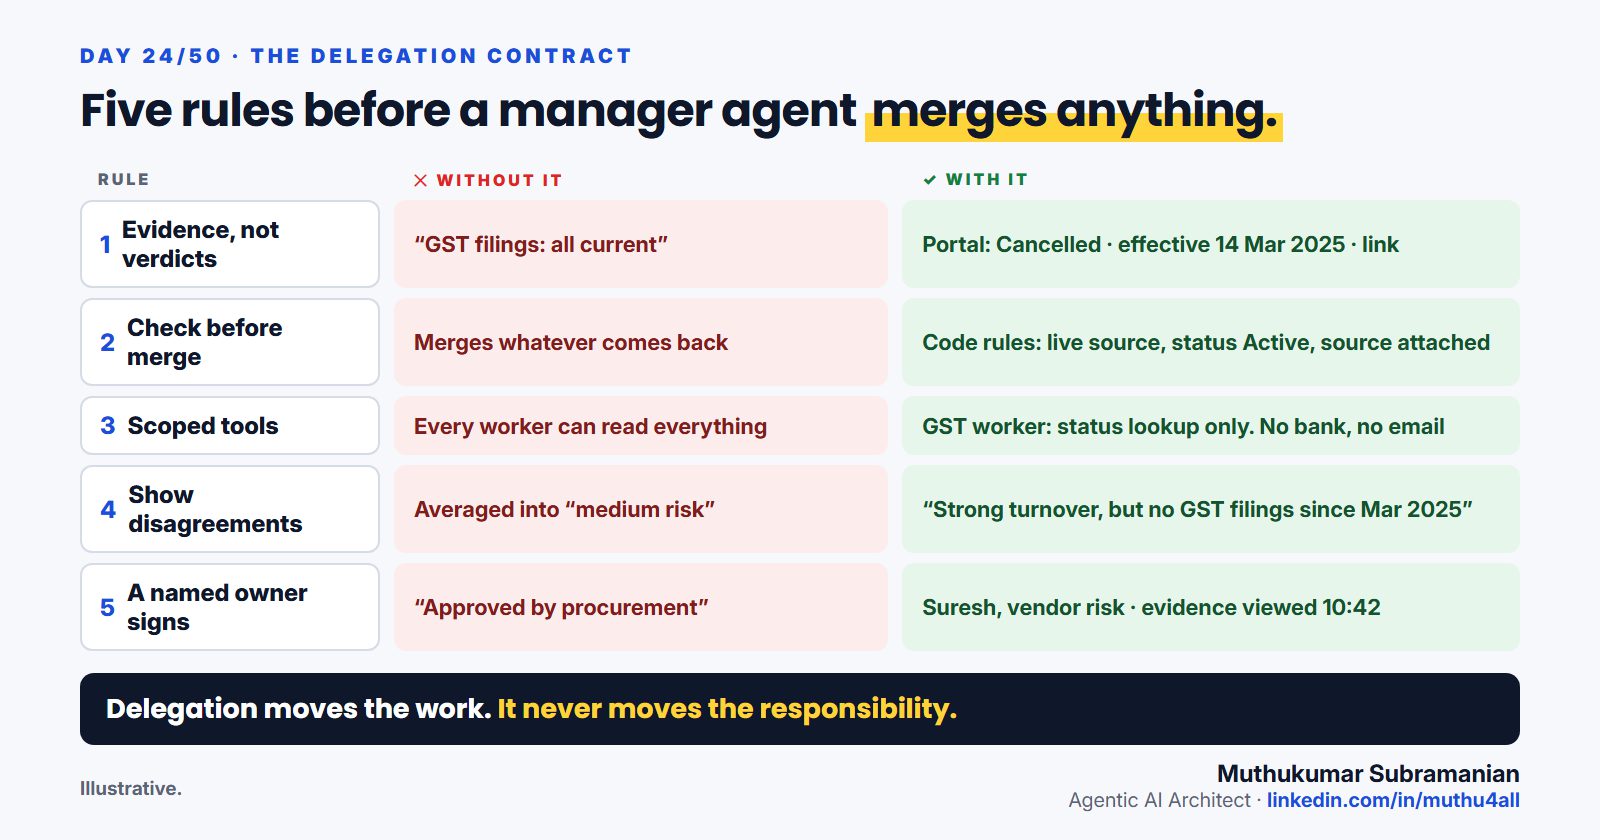 DAY 24/50 · THE DELEGATION CONTRACT
Five rules before a manager agent merges anything.
RULE
✕ WITHOUT IT
✓ WITH IT
1 Evidence, not
verdicts
“GST filings: all current”
Portal: Cancelled · effective 14 Mar 2025 · link
2 Check before
merge
Merges whatever comes back
Code rules: live source, status Active, source attached
3 Scoped tools
Every worker can read everything
GST worker: status lookup only. No bank, no email
4 Show
disagreements
Averaged into “medium risk”
“Strong turnover, but no GST filings since Mar 2025”
5 A named owner
signs
“Approved by procurement”
Suresh, vendor risk · evidence viewed 10:42
Delegation moves the work. It never moves the responsibility.
Illustrative.
Muthukumar Subramanian
Agentic AI Architect · linkedin.com/in/muthu4all